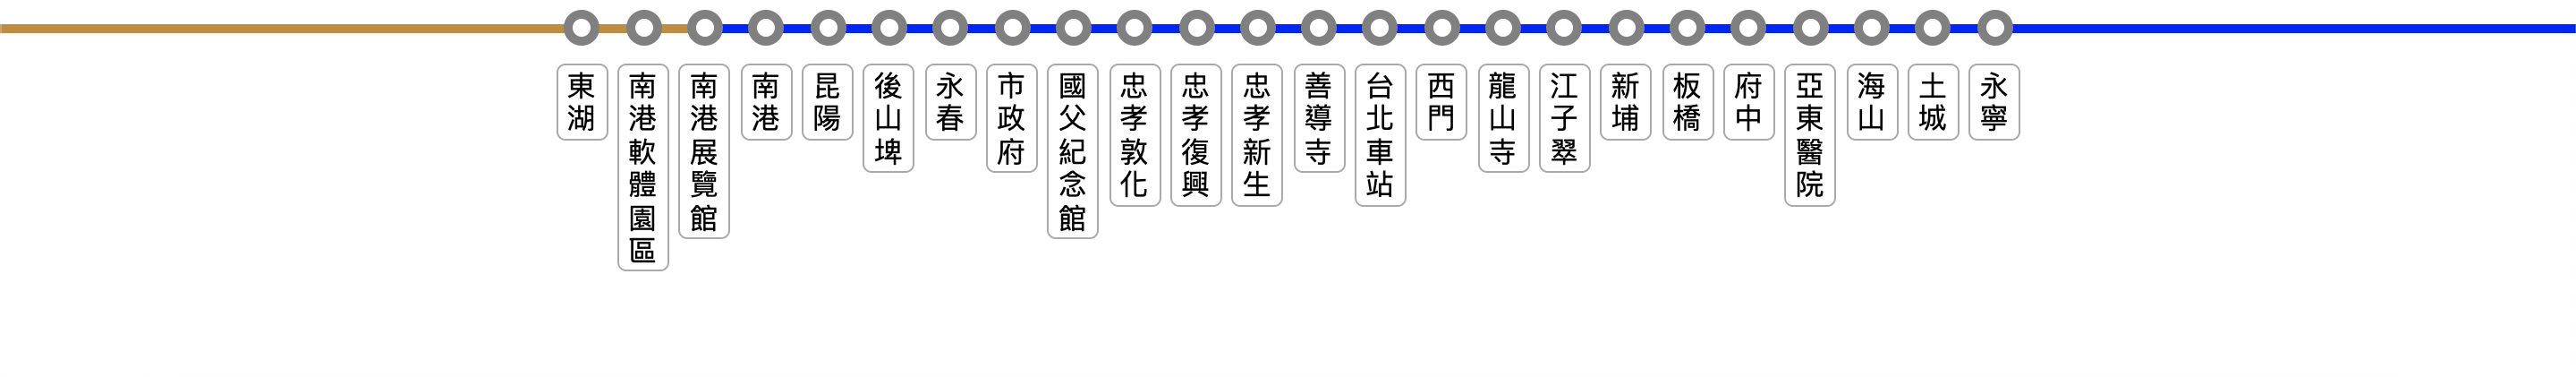 東湖
南港軟體園區
南港展覽館
南港
昆陽
後山埤
永春
市政府
國父紀念館
忠孝敦化
忠孝復興
忠孝新生
善導寺
台北車站
西門
龍山寺
江子翠
新埔
板橋
府中
亞東醫院
海山
土城
永寧